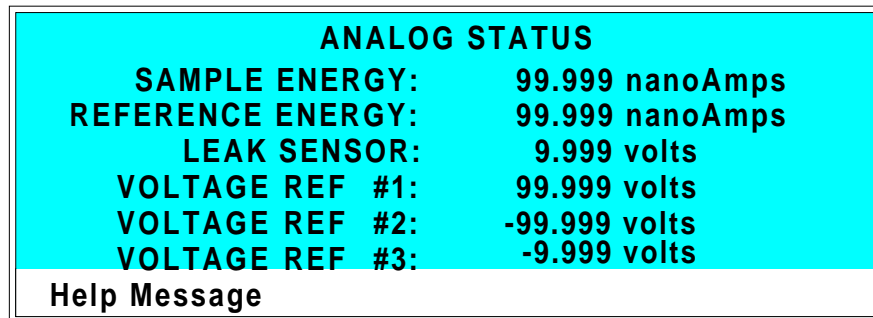 ANALOG STATUS
SAMPLE ENERGY: 99.999 nanoAmps
REFERENCE ENERGY: 99.999 nanoAmps
LEAK SENSOR: 9.999 volts
VOLTAGE REF #1: 99.999 volts
VOLTAGE REF #2: -99.999 volts
VOLTAGE REF #3: -9.999 volts
Help Message